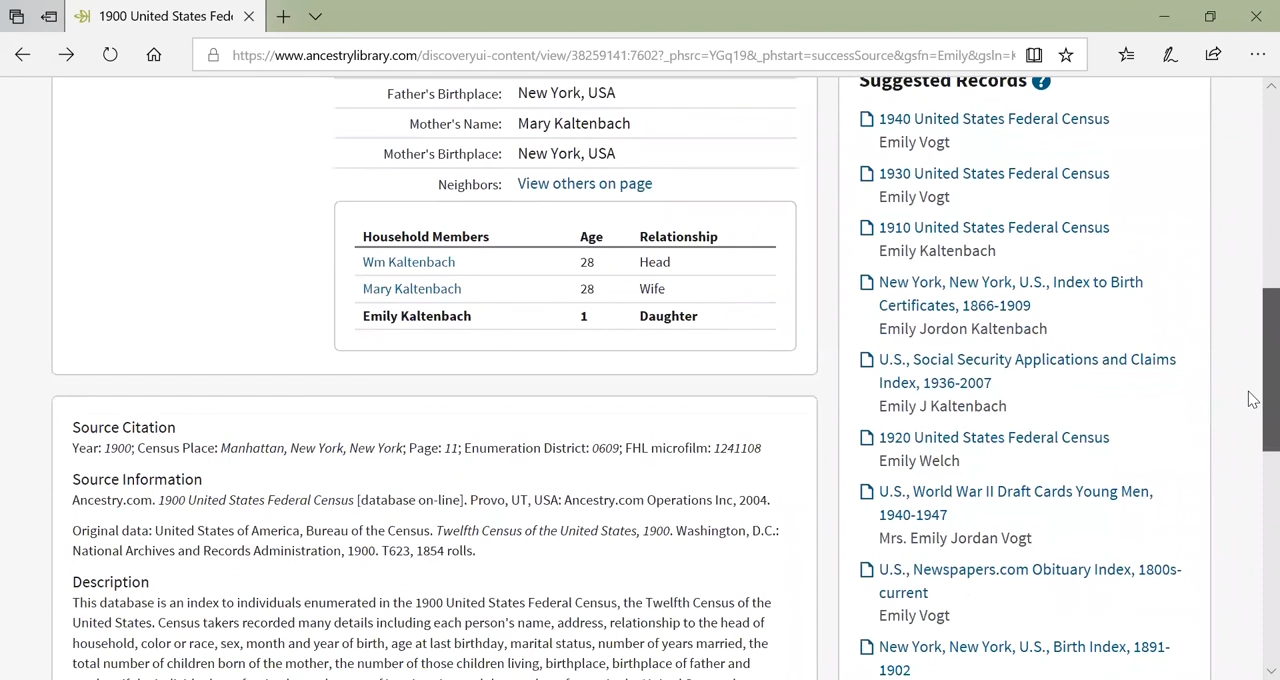 1900 United States Fede
https://www.ancestrylibrary.com/discoveryui-content/view/38259141:7602?_phsrc=YGq19&_phstart=successSource&gsfn=Emily&gsln=K
Father's Birthplace: New York, USA
Mother's Name: Mary Kaltenbach
Mother's Birthplace: New York, USA
Neighbors: View others on page
Household Members Age Relationship
Wm Kaltenbach 28 Head
Mary Kaltenbach 28 Wife
Emily Kaltenbach 1 Daughter
Source Citation
Year: 1900; Census Place: Manhattan, New York, New York; Page: 11; Enumeration District: 0609; FHL microfilm: 1241108
Source Information
Ancestry.com. 1900 United States Federal Census [database on-line]. Provo, UT, USA: Ancestry.com Operations Inc, 2004.
Original data: United States of America, Bureau of the Census. Twelfth Census of the United States, 1900. Washington, D.C.:
National Archives and Records Administration, 1900. T623, 1854 rolls.
Description
This database is an index to individuals enumerated in the 1900 United States Federal Census, the Twelfth Census of the
United States. Census takers recorded many details including each person's name, address, relationship to the head of
household, color or race, sex, month and year of birth, age at last birthday, marital status, number of years married, the
total number of children born of the mother, the number of those children living, birthplace, birthplace of father and
Suggested Records ?
1940 United States Federal Census
Emily Vogt
1930 United States Federal Census
Emily Vogt
1910 United States Federal Census
Emily Kaltenbach
New York, New York, U.S., Index to Birth
Certificates, 1866-1909
Emily Jordon Kaltenbach
U.S., Social Security Applications and Claims
Index, 1936-2007
Emily J Kaltenbach
1920 United States Federal Census
Emily Welch
U.S., World War II Draft Cards Young Men,
1940-1947
Mrs. Emily Jordan Vogt
U.S., Newspapers.com Obituary Index, 1800s-
current
Emily Vogt
New York, New York, U.S., Birth Index, 1891-
1902